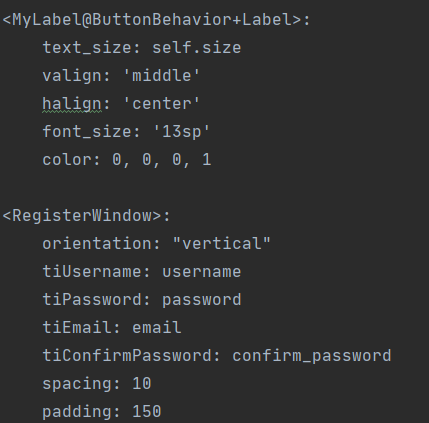 <MyLabel@ButtonBehavior+Label>:
    text_size: self.size
    valign: 'middle'
    halign: 'center'
    font_size: '13sp'
    color: 0, 0, 0, 1

<RegisterWindow>:
    orientation: "vertical"
    tiUsername: username
    tiPassword: password
    tiEmail: email
    tiConfirmPassword: confirm_password
    spacing: 10
    padding: 150